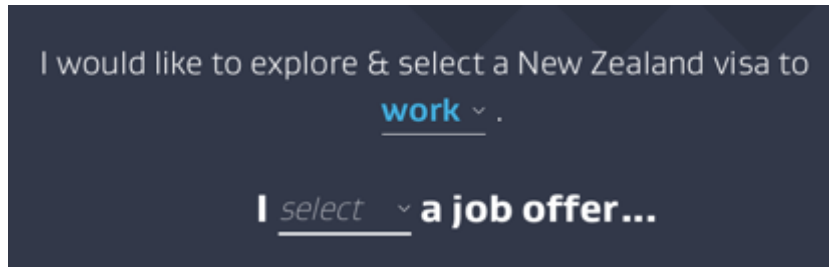 I would like to explore & select a New Zealand visa to
work .
I select a job offer...